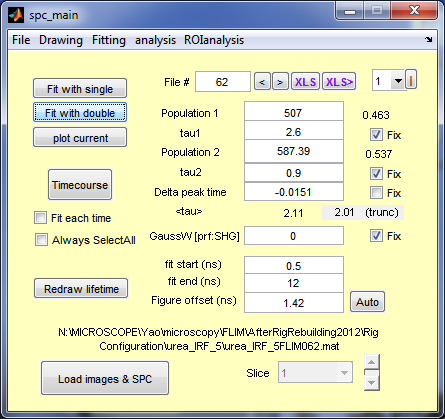 spc_main
File Drawing Fitting analysis ROIanalysis
Fit with single
File # 62 < > XLS XLS> 1
Fit with double
Population 1 507 0.463
plot current
tau1 2.6 Fix
Population 2 587.39 0.537
Timecourse
tau2 0.9 Fix
Delta peak time -0.0151 Fix
Fit each time
<tau> 2.11 2.01 (trunc)
Always SelectAll
GaussW [prf:SHG] 0 Fix
fit start (ns) 0.5
fit end (ns) 12
Redraw lifetime
Figure offset (ns) 1.42 Auto
N:\MICROSCOPE\Yao\microscopy\FLIM\AfterRigRebuilding2012\Rig
Configuration\urea_IRF_5\urea_IRF_5FLIM062.mat
Load images & SPC
Slice 1